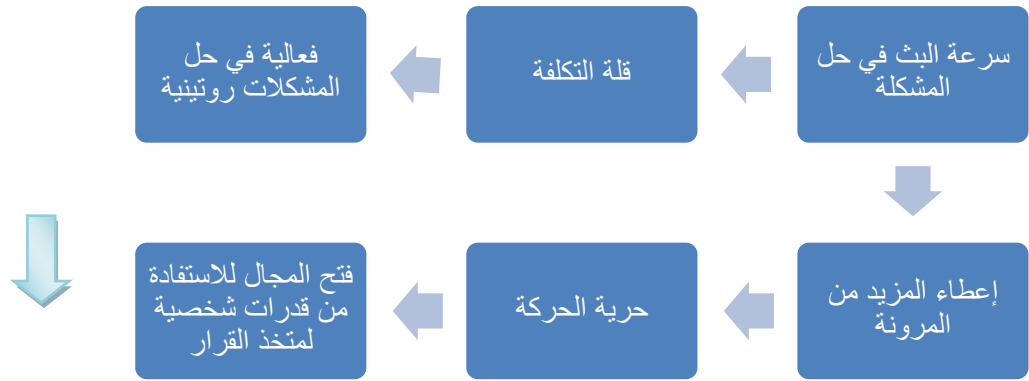 سرعة البث في حل
المشكلة
قلة التكلفة
فعالية في حل
المشكلات روتينية
إعطاء المزيد من
المرونة
حرية الحركة
فتح المجال للاستفادة
من قدرات شخصية
لمتخذ القرار